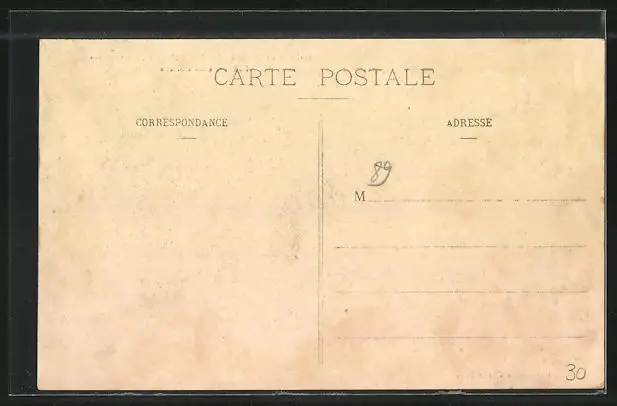 CARTE POSTALE
CORRESPONDANCE
ADRESSE
89
M
30